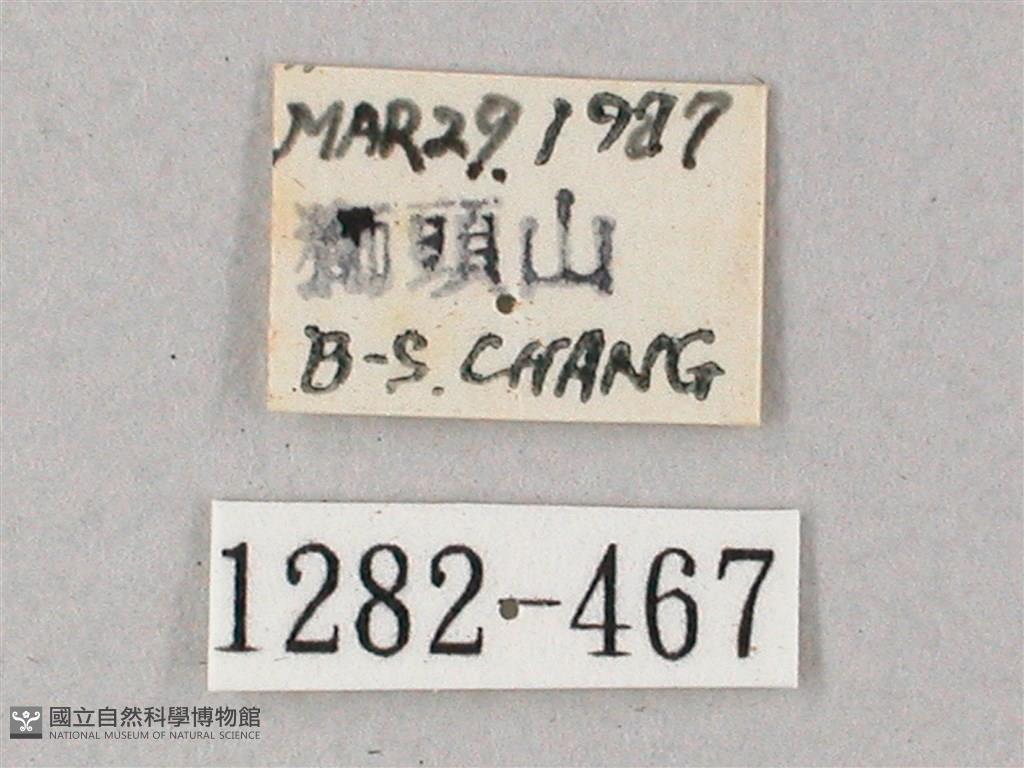 MAR29.1987
獅頭山
B-S.CHANG
1282-467
國立自然科學博物館
NATIONAL MUSEUM OF NATURAL SCIENCE